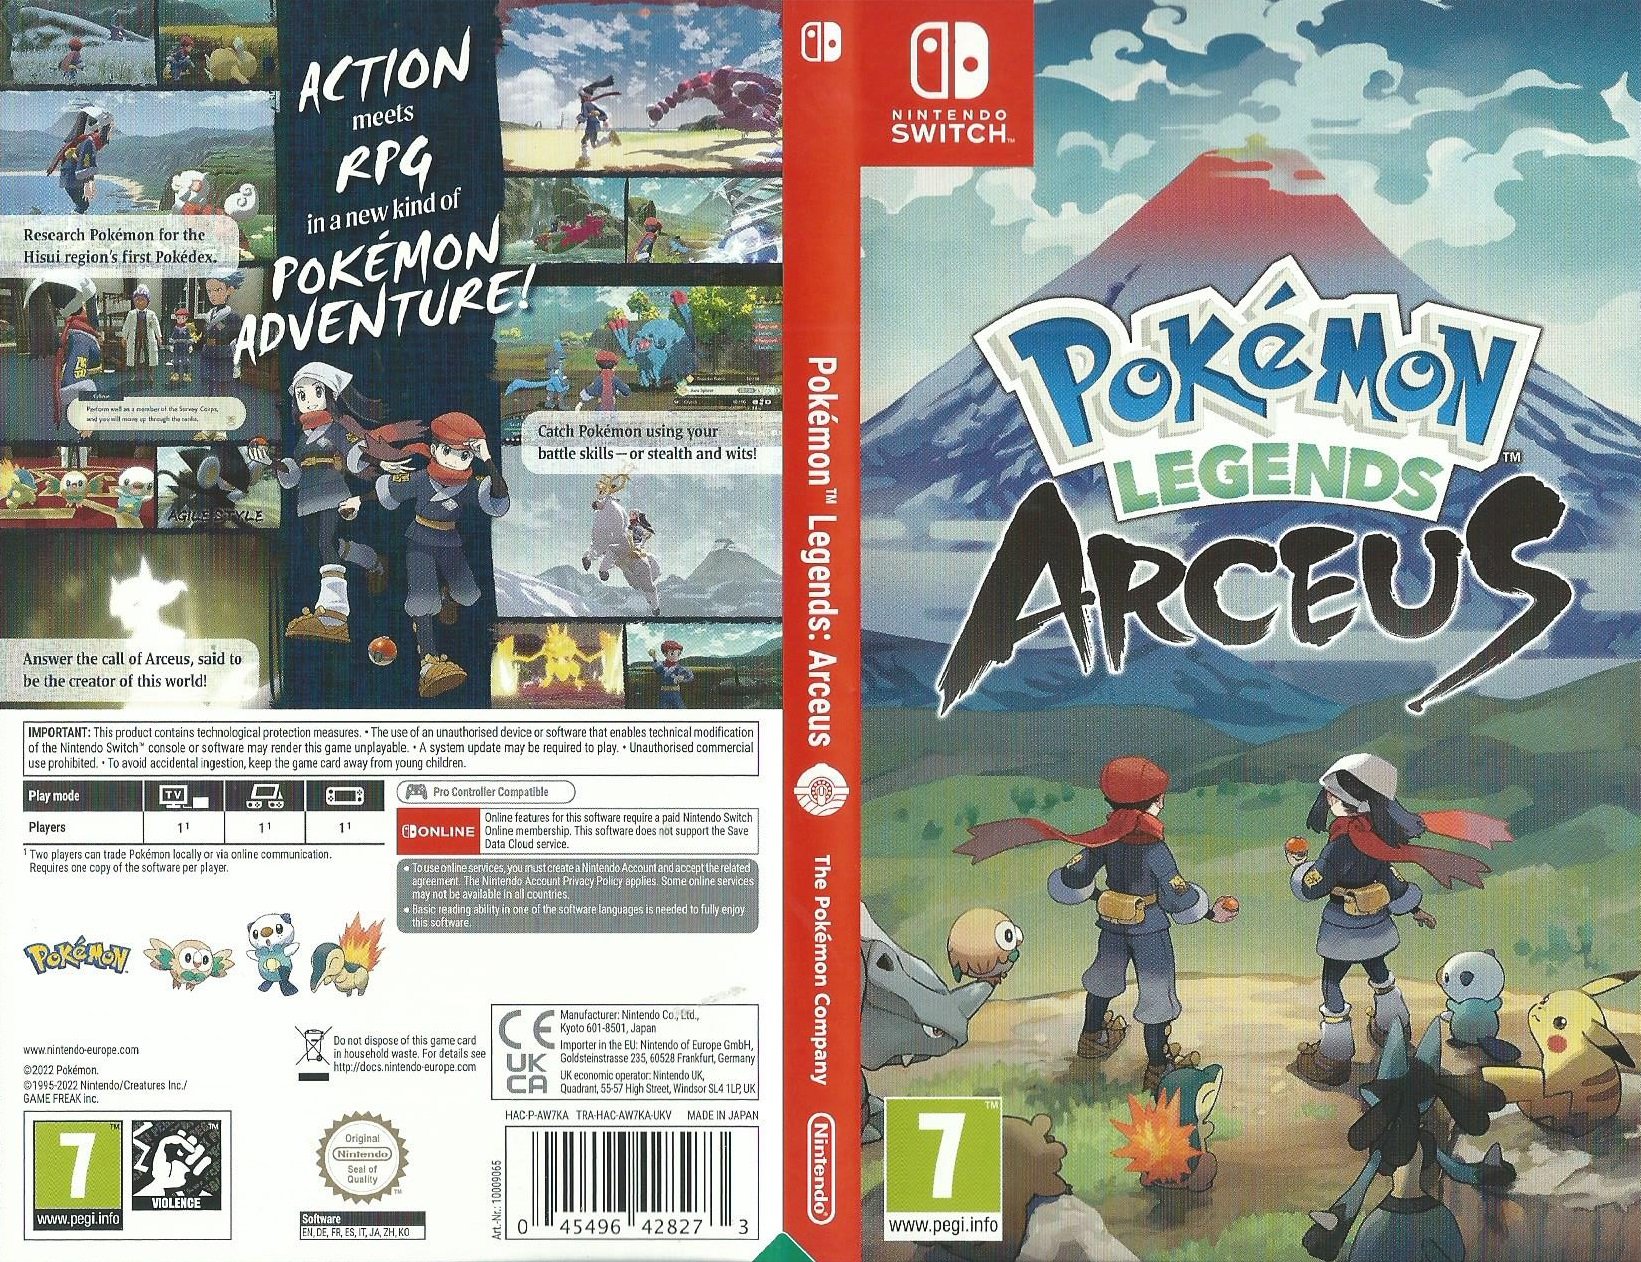 ACTION
meets
RPG
in a new kind of
POKÉMON
ADVENTURE!
Research Pokémon for the
Hisui region's first Pokédex.
Perform well as a member of the Survey Corps,
and you will move up through the ranks.
AGILE STYLE
Catch Pokémon using your
battle skills—or stealth and wits!
Answer the call of Arceus, said to
be the creator of this world!
IMPORTANT: This product contains technological protection measures. • The use of an unauthorised device or software that enables technical modification
of the Nintendo Switch™ console or software may render this game unplayable. • A system update may be required to play. • Unauthorised commercial
use prohibited. • To avoid accidental ingestion, keep the game card away from young children.
Play mode TV
Players 1¹ 1¹ 1¹
¹ Two players can trade Pokémon locally or via online communication.
Requires one copy of the software per player.
Pro Controller Compatible
ONLINE
Online features for this software require a paid Nintendo Switch
Online membership. This software does not support the Save
Data Cloud service.
• To use online services, you must create a Nintendo Account and accept the related
agreement. The Nintendo Account Privacy Policy applies. Some online services
may not be available in all countries.
• Basic reading ability in one of the software languages is needed to fully enjoy
this software.
POKÉMON
www.nintendo-europe.com
©2022 Pokémon.
©1995-2022 Nintendo/Creatures Inc./
GAME FREAK inc.
Do not dispose of this game card
in household waste. For details see
http://docs.nintendo-europe.com
CE
UK
CA
Manufacturer: Nintendo Co., Ltd.,
Kyoto 601-8501, Japan
Importer in the EU: Nintendo of Europe GmbH,
Goldsteinstrasse 235, 60528 Frankfurt, Germany
UK economic operator: Nintendo UK,
Quadrant, 55-57 High Street, Windsor SL4 1LP, UK
HAC-P-AW7KA TRA-HAC-AW7KA-UKV MADE IN JAPAN
7™
www.pegi.info
™
VIOLENCE
Original
Nintendo
Seal of
Quality
™
Software
EN, DE, FR, ES, IT, JA, ZH, KO
Art.-Nr.: 10009065
0 45496 42827 3
Pokémon™ Legends: Arceus
The Pokémon Company
Nintendo
NINTENDO
SWITCH™
POKÉMON
LEGENDS™
ARCEUS
7™
www.pegi.info